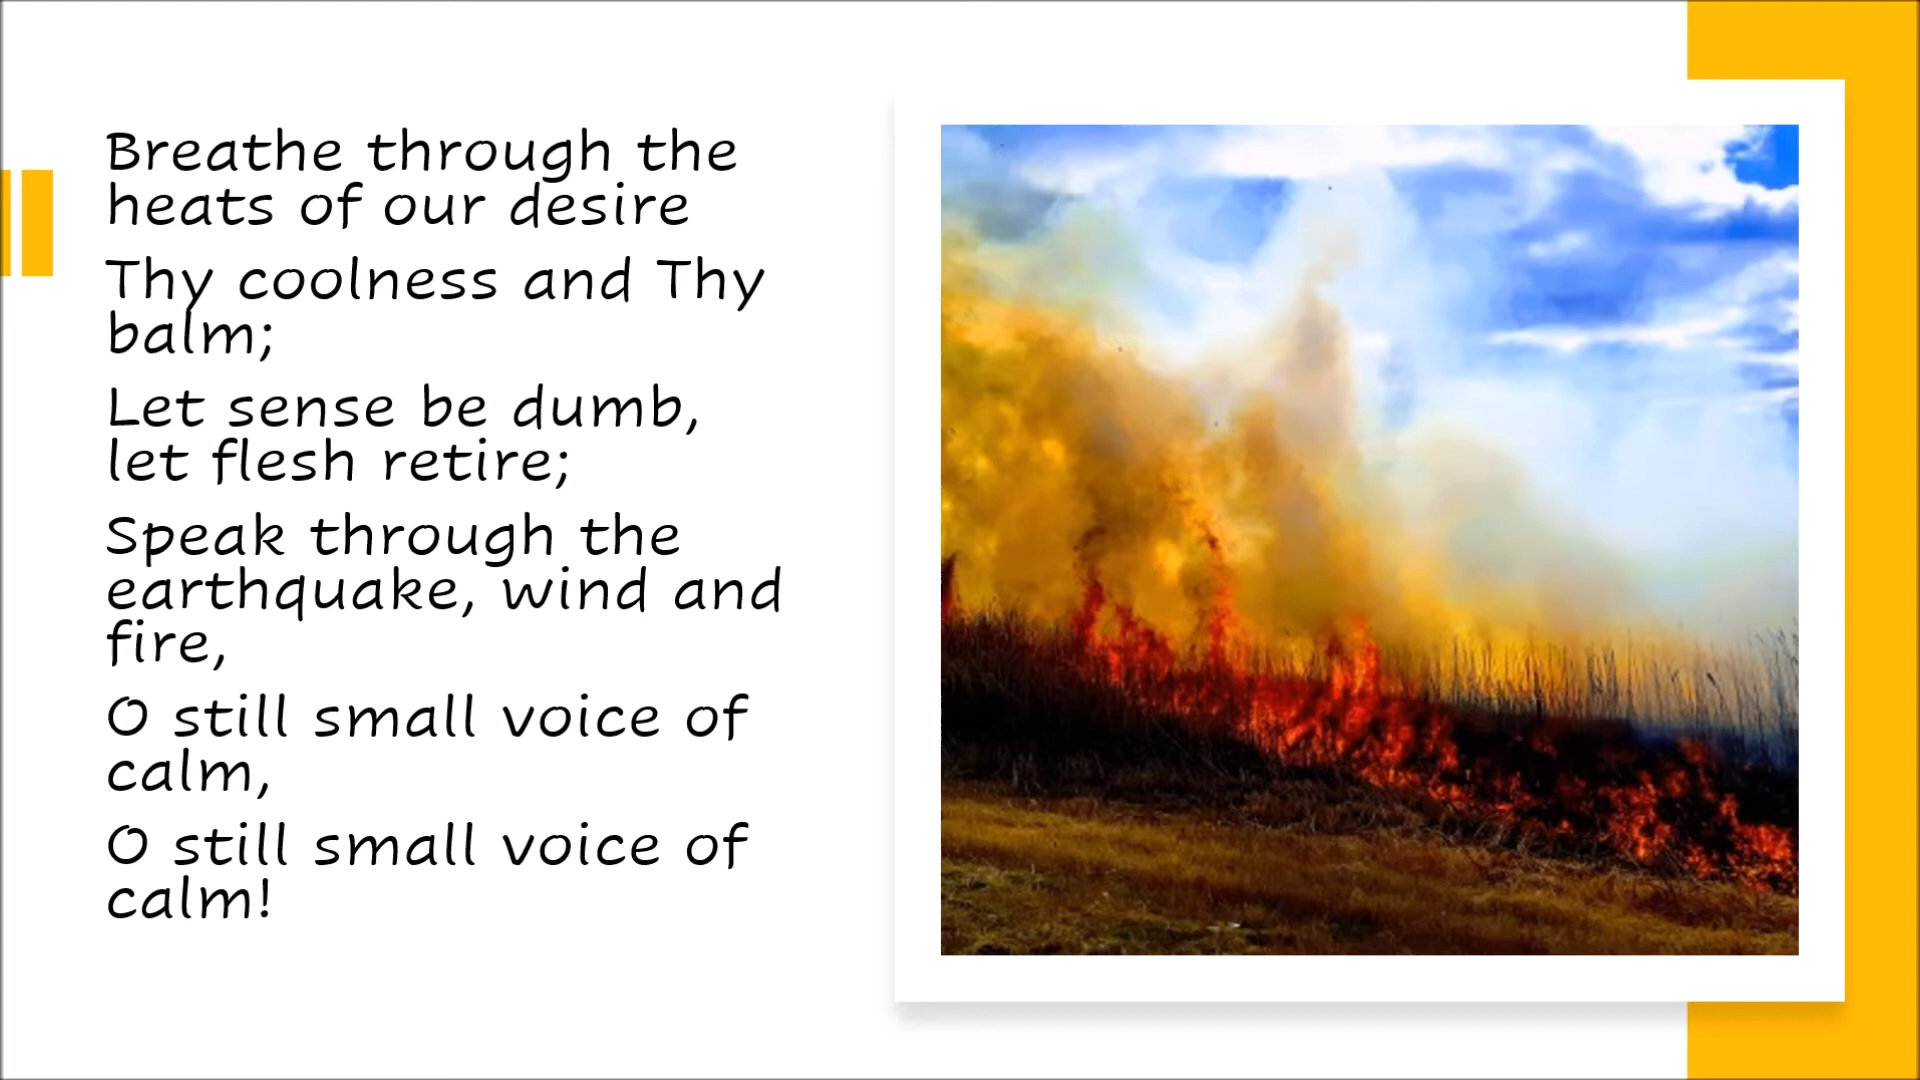 Breathe through the
heats of our desire
Thy coolness and Thy
balm;
Let sense be dumb,
let flesh retire;
Speak through the
earthquake, wind and
fire,
O still small voice of
calm,
O still small voice of
calm!